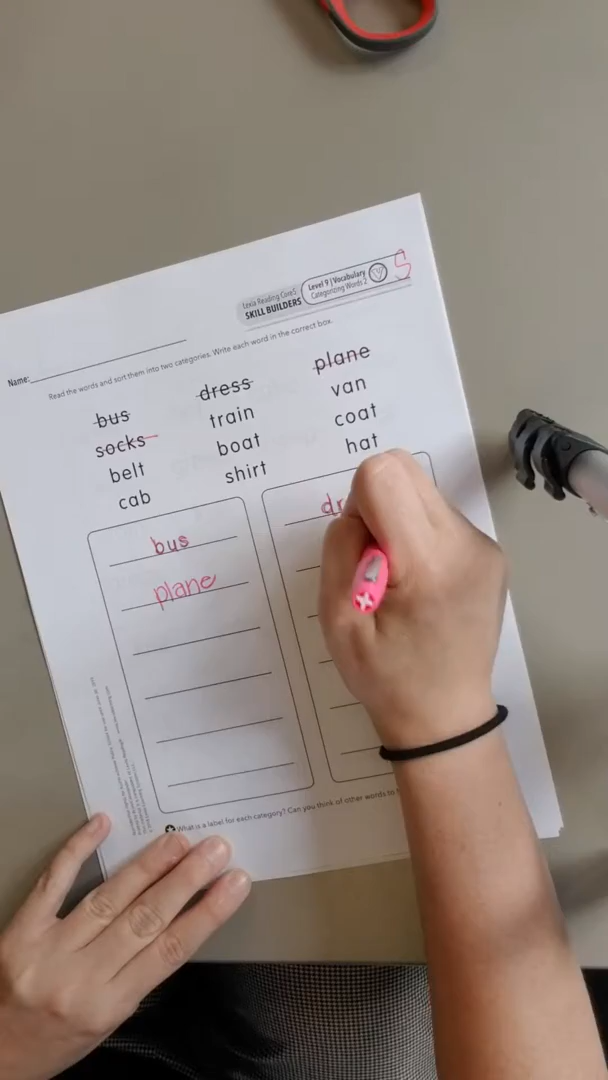 Lexia Reading Core5
SKILL BUILDERS
Level 9 | Vocabulary
Categorizing Words 2
S
Name:
Read the words and sort them into two categories. Write each word in the correct box.
bus dress plane
socks train van
belt boat coat
cab shirt hat
bus
plane
dr
What is a label for each category? Can you think of other words to